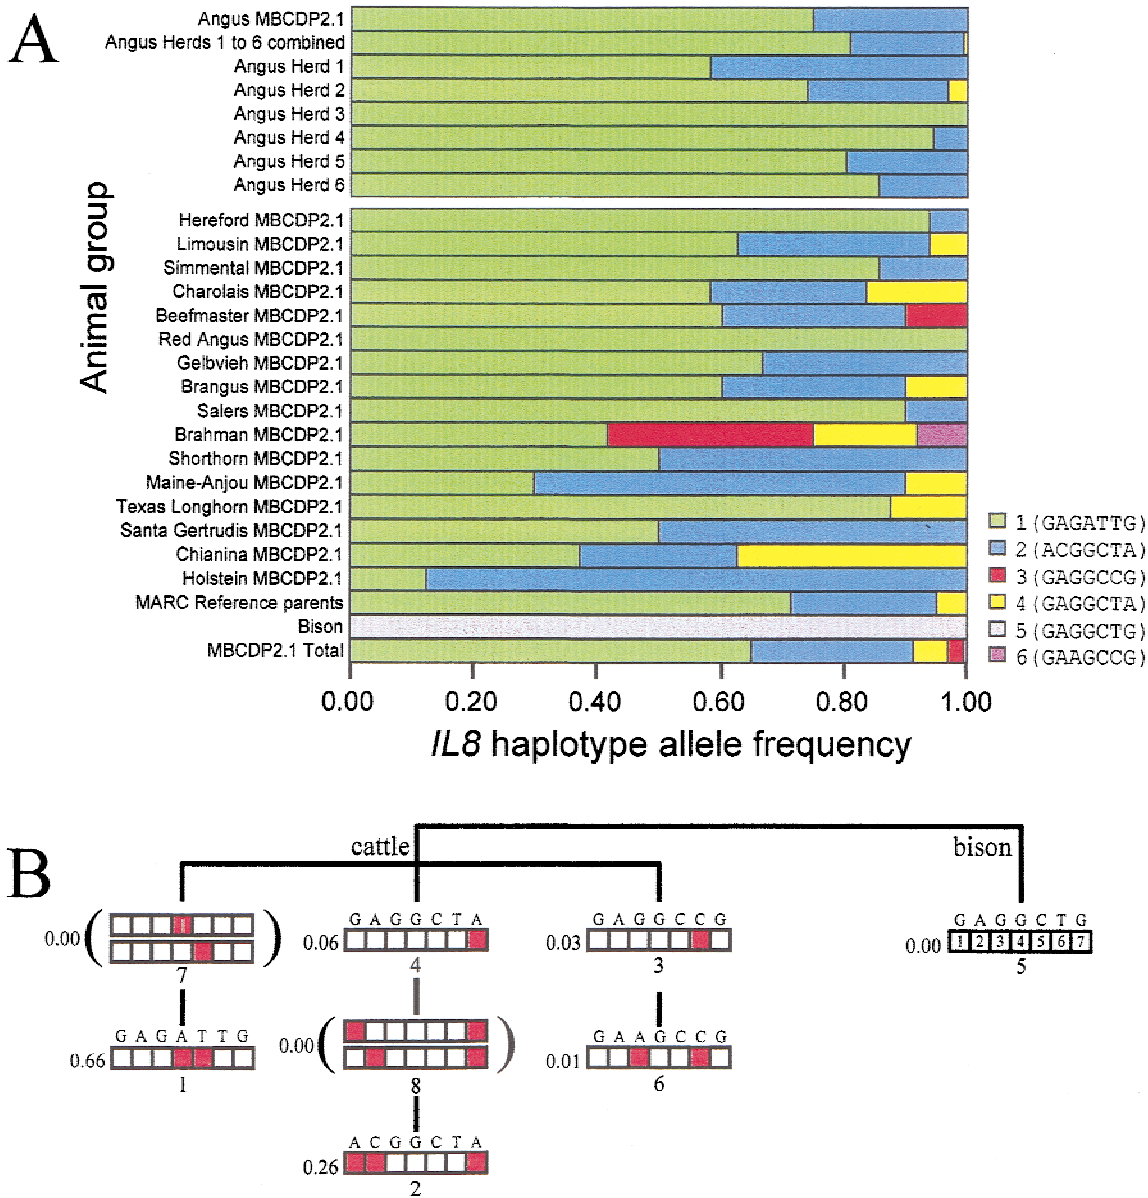 A
Angus MBCDP2.1
Angus Herds 1 to 6 combined
Angus Herd 1
Angus Herd 2
Angus Herd 3
Angus Herd 4
Angus Herd 5
Angus Herd 6
Animal group
Hereford MBCDP2.1
Limousin MBCDP2.1
Simmental MBCDP2.1
Charolais MBCDP2.1
Beefmaster MBCDP2.1
Red Angus MBCDP2.1
Gelbvieh MBCDP2.1
Brangus MBCDP2.1
Salers MBCDP2.1
Brahman MBCDP2.1
Shorthorn MBCDP2.1
Maine-Anjou MBCDP2.1
Texas Longhorn MBCDP2.1
Santa Gertrudis MBCDP2.1
Chianina MBCDP2.1
Holstein MBCDP2.1
MARC Reference parents
Bison
MBCDP2.1 Total
1 (GAGATTG)
2 (ACGGCTA)
3 (GAGGCCG)
4 (GAGGCTA)
5 (GAGGCTG)
6 (GAAGCCG)
0.00 0.20 0.40 0.60 0.80 1.00
IL8 haplotype allele frequency
B
cattle bison
G A G G C T A G A G G C C G G A G G C T G
0.00 ( ) 0.06 0.03 0.00 1 2 3 4 5 6 7
7 4 3 5
G A G A T T G G A A G C C G
0.66 0.00 ( ) 0.01
1 8 6
A C G G C T A
0.26
2